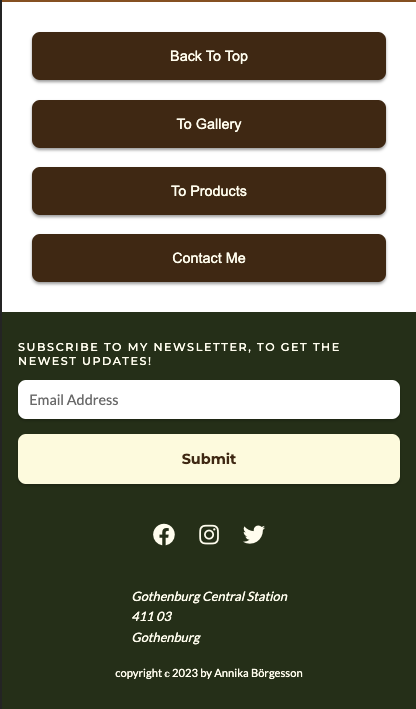 Back To Top
To Gallery
To Products
Contact Me
SUBSCRIBE TO MY NEWSLETTER, TO GET THE
NEWEST UPDATES!
Email Address
Submit
Gothenburg Central Station
411 03
Gothenburg
copyright c 2023 by Annika Börgesson